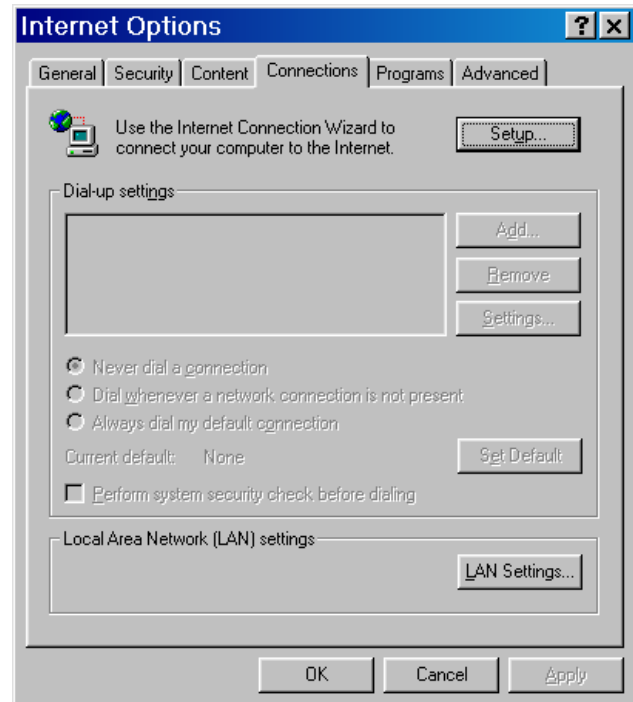 Internet Options
General Security Content Connections Programs Advanced
Use the Internet Connection Wizard to
connect your computer to the Internet.
Setup...
Dial-up settings
Add...
Remove
Settings...
Never dial a connection
Dial whenever a network connection is not present
Always dial my default connection
Current default: None
Set Default
Perform system security check before dialing
Local Area Network (LAN) settings
LAN Settings...
OK Cancel Apply